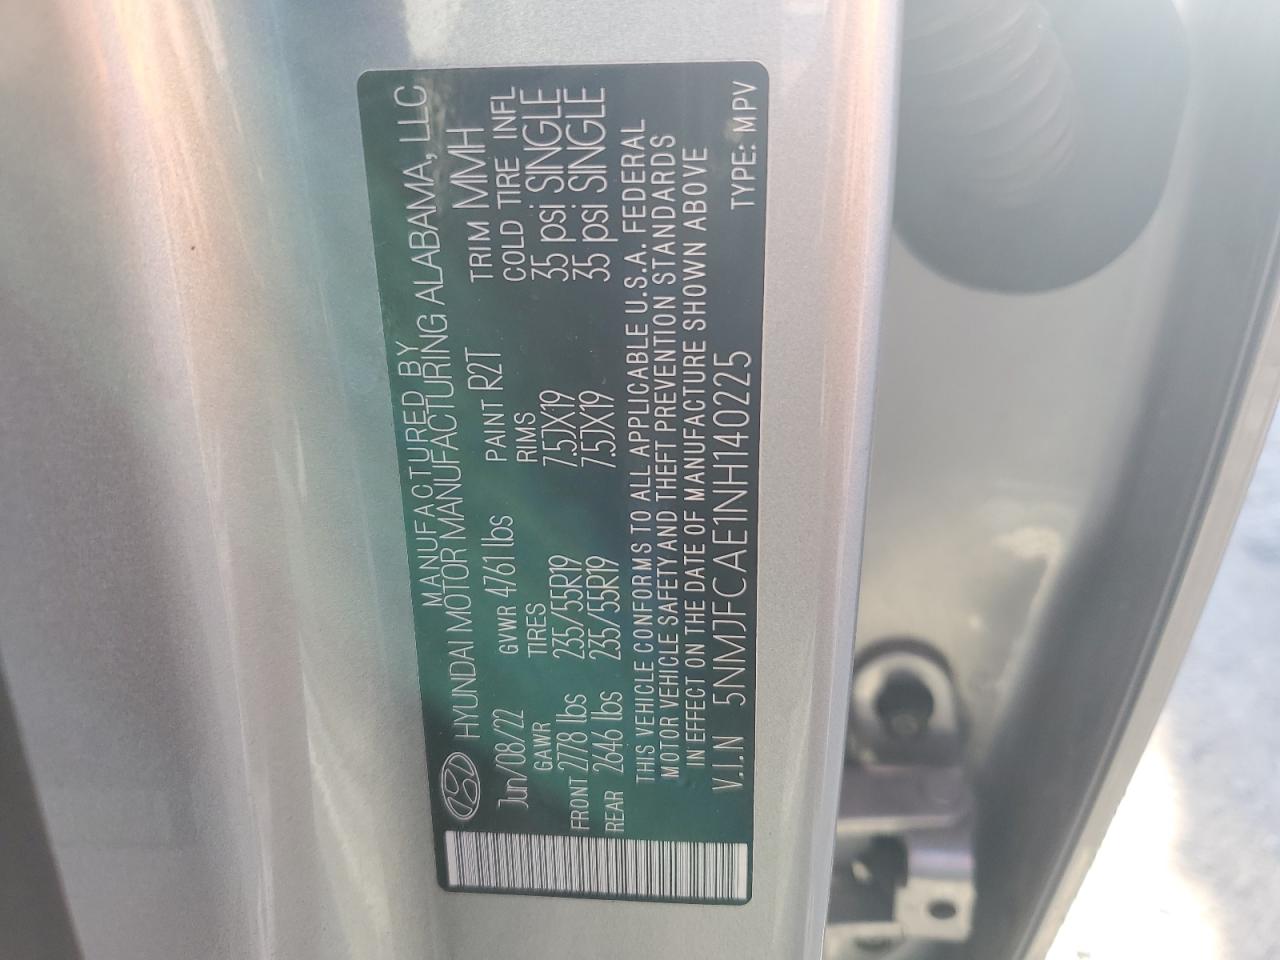 MANUFACTURED BY
HYUNDAI MOTOR MANUFACTURING ALABAMA, LLC
Jun/08/22 GVWR 4761 lbs PAINT R2T TRIM MMH
GAWR TIRES RIMS COLD TIRE INFL
FRONT 2778 lbs 235/55R19 7.5JX19 35 psi SINGLE
REAR 2646 lbs 235/55R19 7.5JX19 35 psi SINGLE
THIS VEHICLE CONFORMS TO ALL APPLICABLE U.S.A. FEDERAL
MOTOR VEHICLE SAFETY AND THEFT PREVENTION STANDARDS
IN EFFECT ON THE DATE OF MANUFACTURE SHOWN ABOVE
V.I.N 5NMJFCAE1NH140225 TYPE: MPV